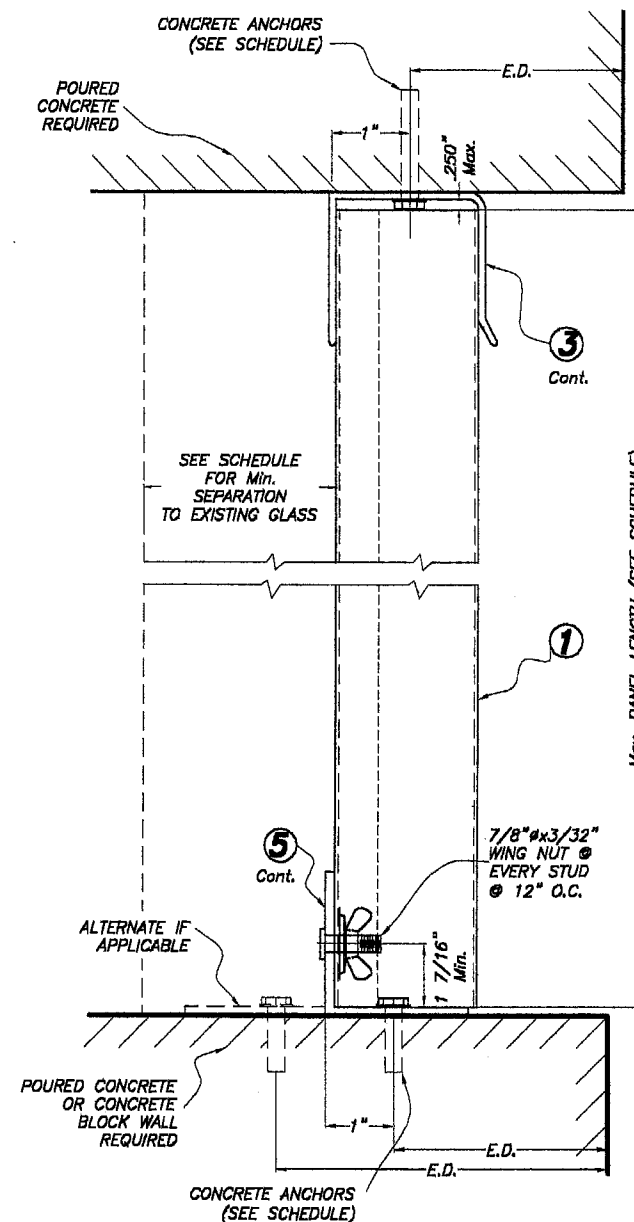 CONCRETE ANCHORS
(SEE SCHEDULE)
E.D.
POURED
CONCRETE
REQUIRED
1"
.250"
Max.
3
Cont.
SEE SCHEDULE
FOR Min.
SEPARATION
TO EXISTING GLASS
PANEL LENGTH (SEE SCHEDULE)
1
7/8"øx3/32"
WING NUT @
EVERY STUD
@ 12" O.C.
5
Cont.
ALTERNATE IF
APPLICABLE
1 7/16"
Min.
POURED CONCRETE
OR CONCRETE
BLOCK WALL
REQUIRED
1"
E.D.
E.D.
CONCRETE ANCHORS
(SEE SCHEDULE)